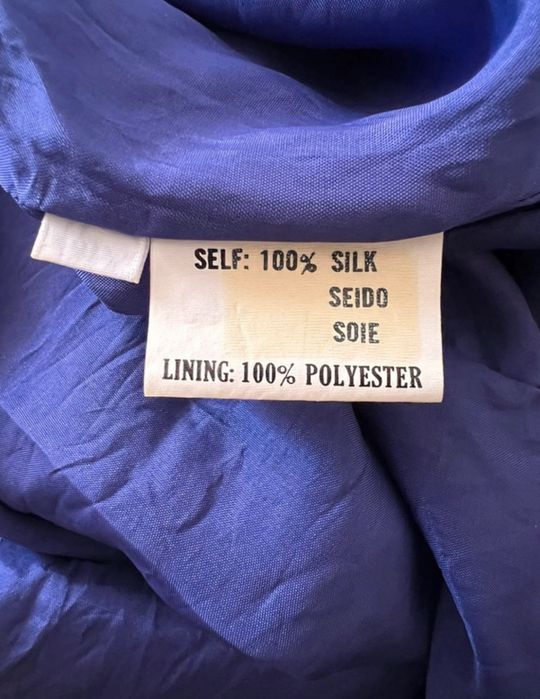 SELF: 100% SILK
SEIDO
SOIE
LINING: 100% POLYESTER